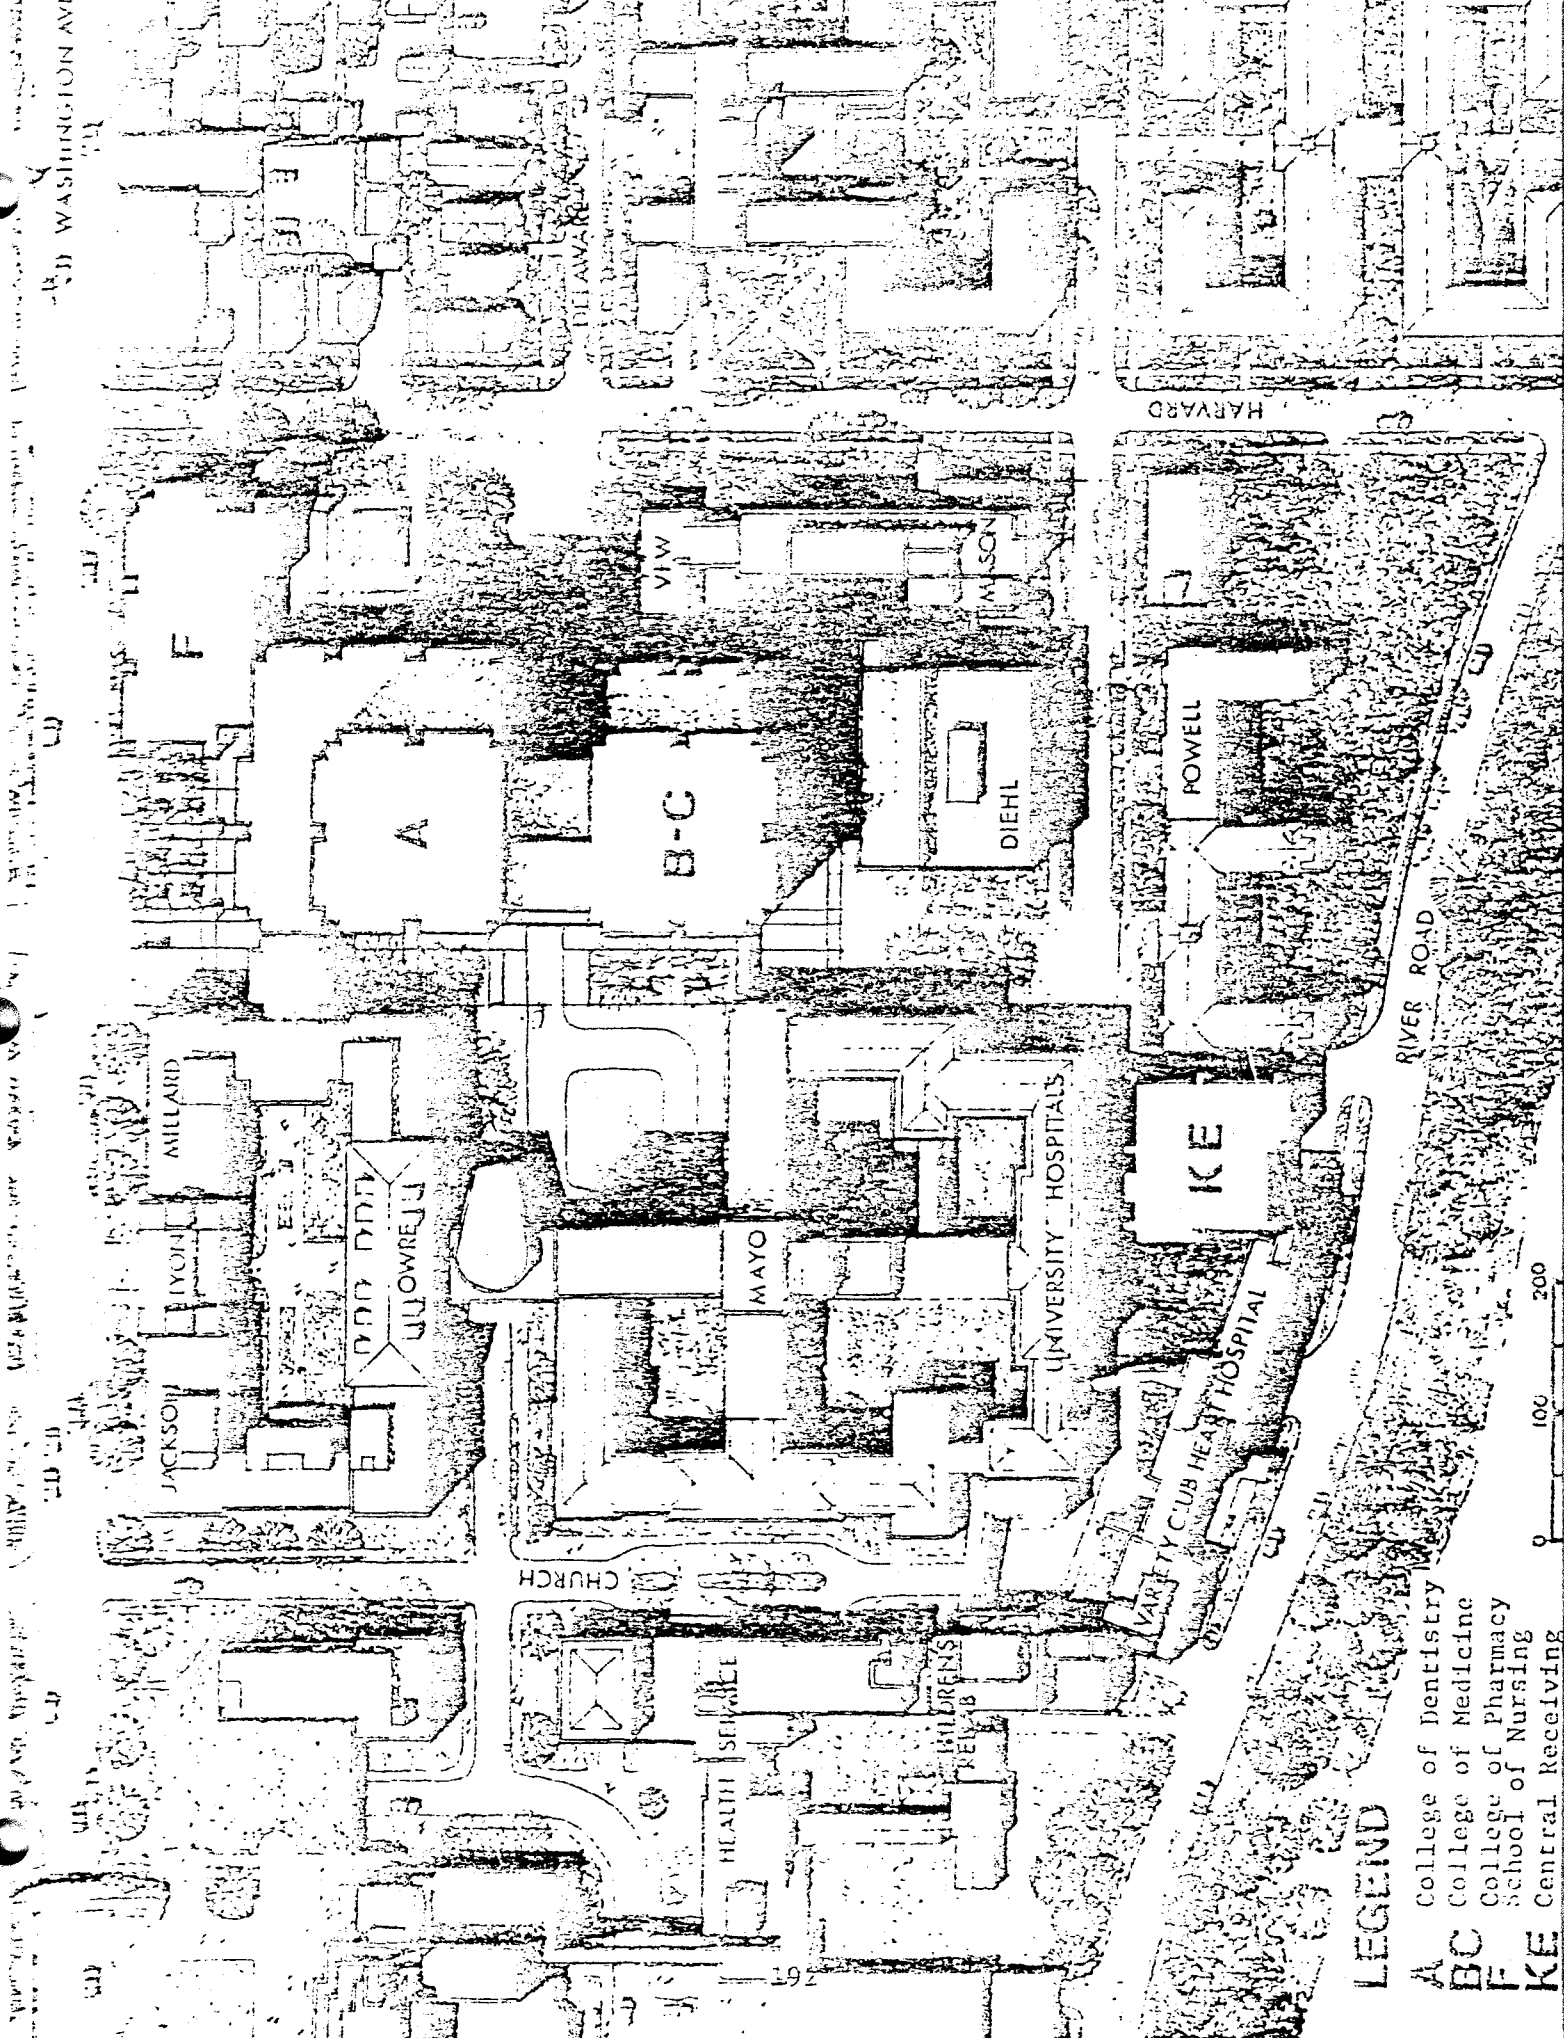 WASHINGTON AVE
JACKSON
LYON
MILLARD
F
E
LOWRE
A
B-C
DELAWARE
CHURCH
MAYO
VIW
HEALTH SERVICE
CHILDRENS
REHAB
UNIVERSITY HOSPITALS
DIEHL
MASON
N
VARIETY CLUB HEART HOSPITAL
KE
POWELL
J
HARVARD
RIVER ROAD
LEGEND
A College of Dentistry
BC College of Medicine
F College of Pharmacy
School of Nursing
KE Central Receiving
0 100 200
192